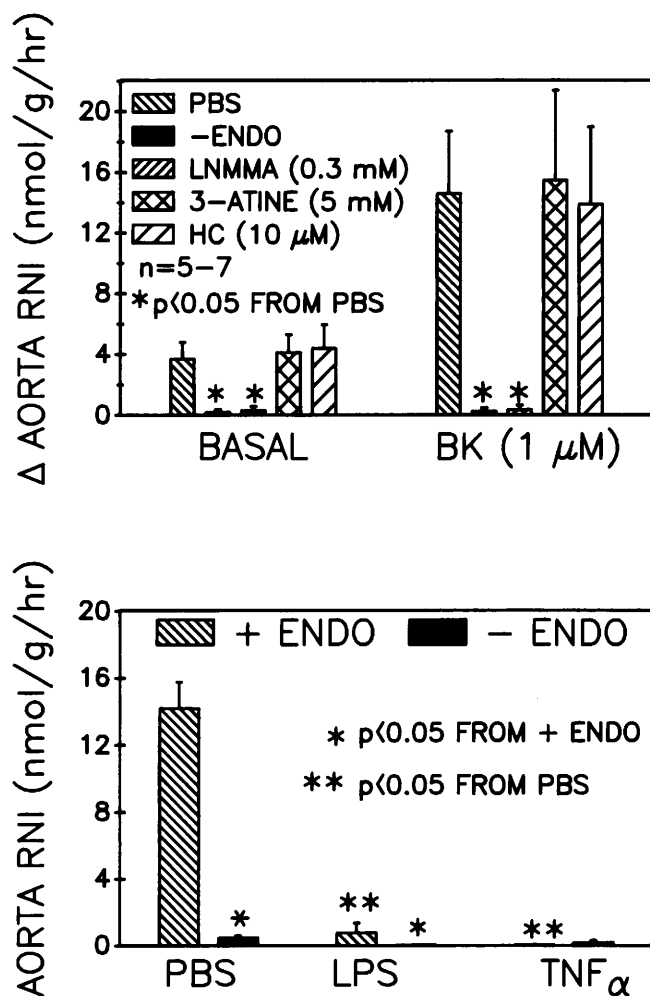 Δ AORTA RNI (nmol/g/hr)
20
16
12
8
4
0
PBS
-ENDO
LNMMA (0.3 mM)
3-ATINE (5 mM)
HC (10 μM)
n=5-7
*p<0.05 FROM PBS
* *
* *
BASAL
BK (1 μM)
AORTA RNI (nmol/g/hr)
20
16
12
8
4
0
+ ENDO
- ENDO
* p<0.05 FROM + ENDO
** p<0.05 FROM PBS
*
**
*
**
PBS
LPS
TNFα